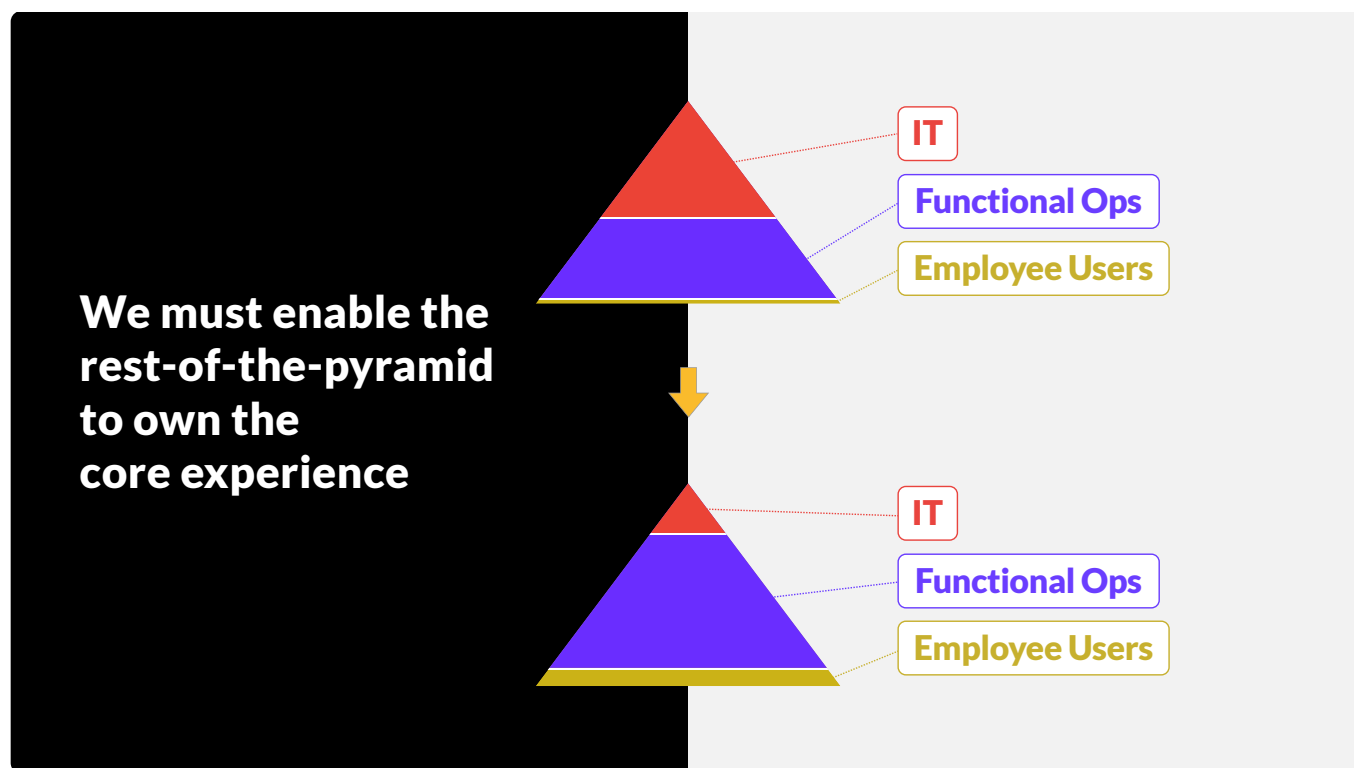 We must enable the
rest-of-the-pyramid
to own the
core experience
IT
Functional Ops
Employee Users
IT
Functional Ops
Employee Users